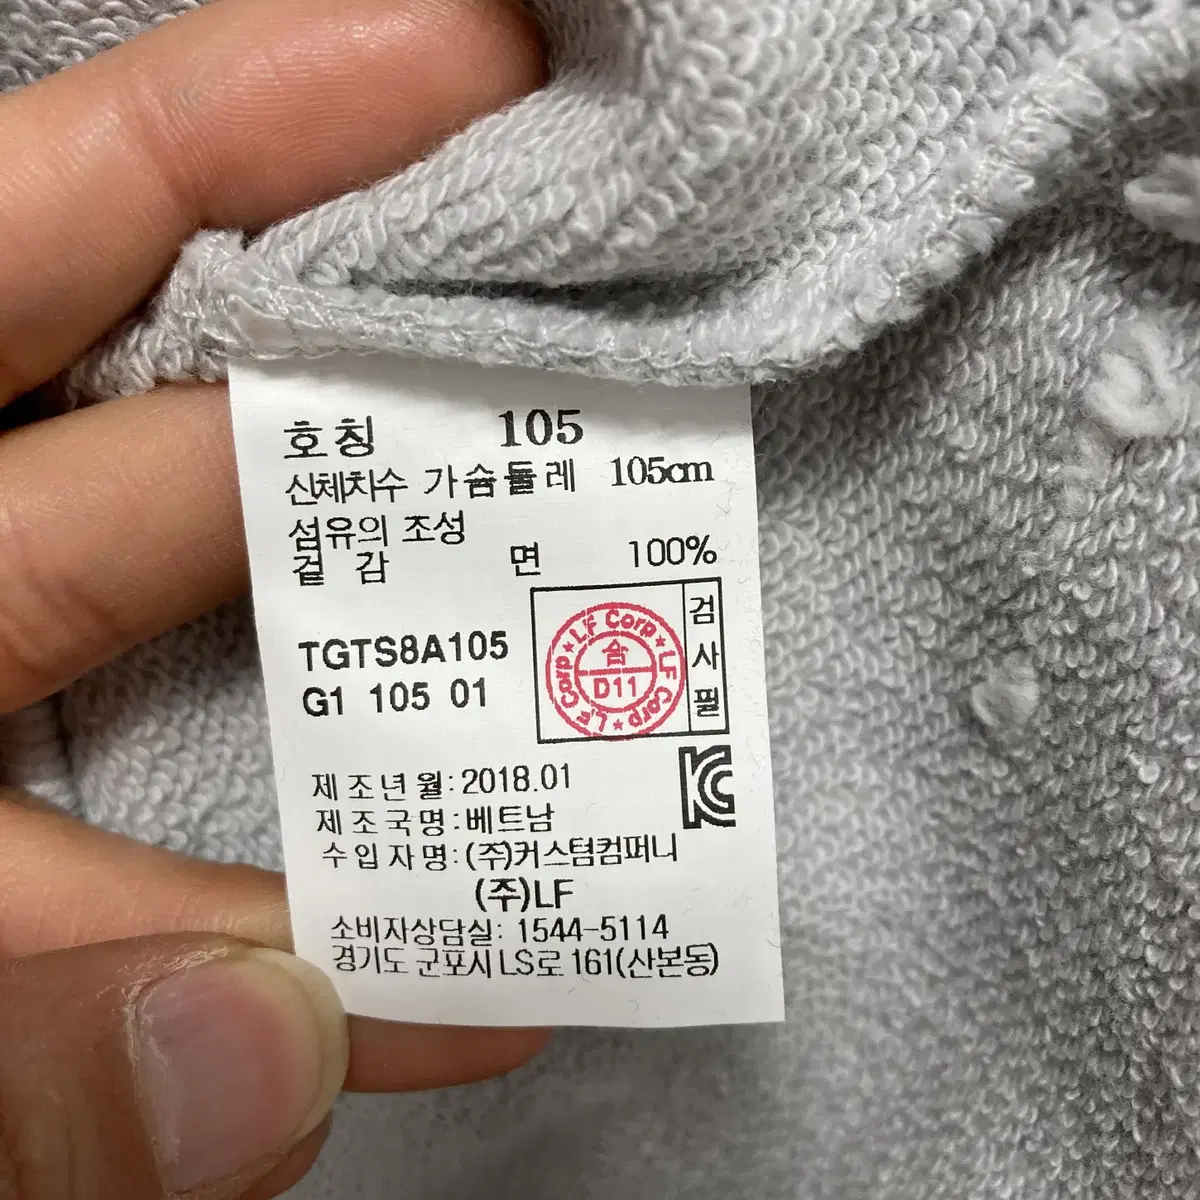 호칭 105
신체치수 가슴둘레 105cm
섬유의 조성
겉감 면 100%
TGTS8A105
G1 105 01
LF Corp ★ LF Corp ★ LF Corp ★
合
D11
검사필
제조년월: 2018.01
제조국명: 베트남
수입자명: (주)커스텀컴퍼니
(주)LF
소비자상담실: 1544-5114
경기도 군포시 LS로 161(산본동)